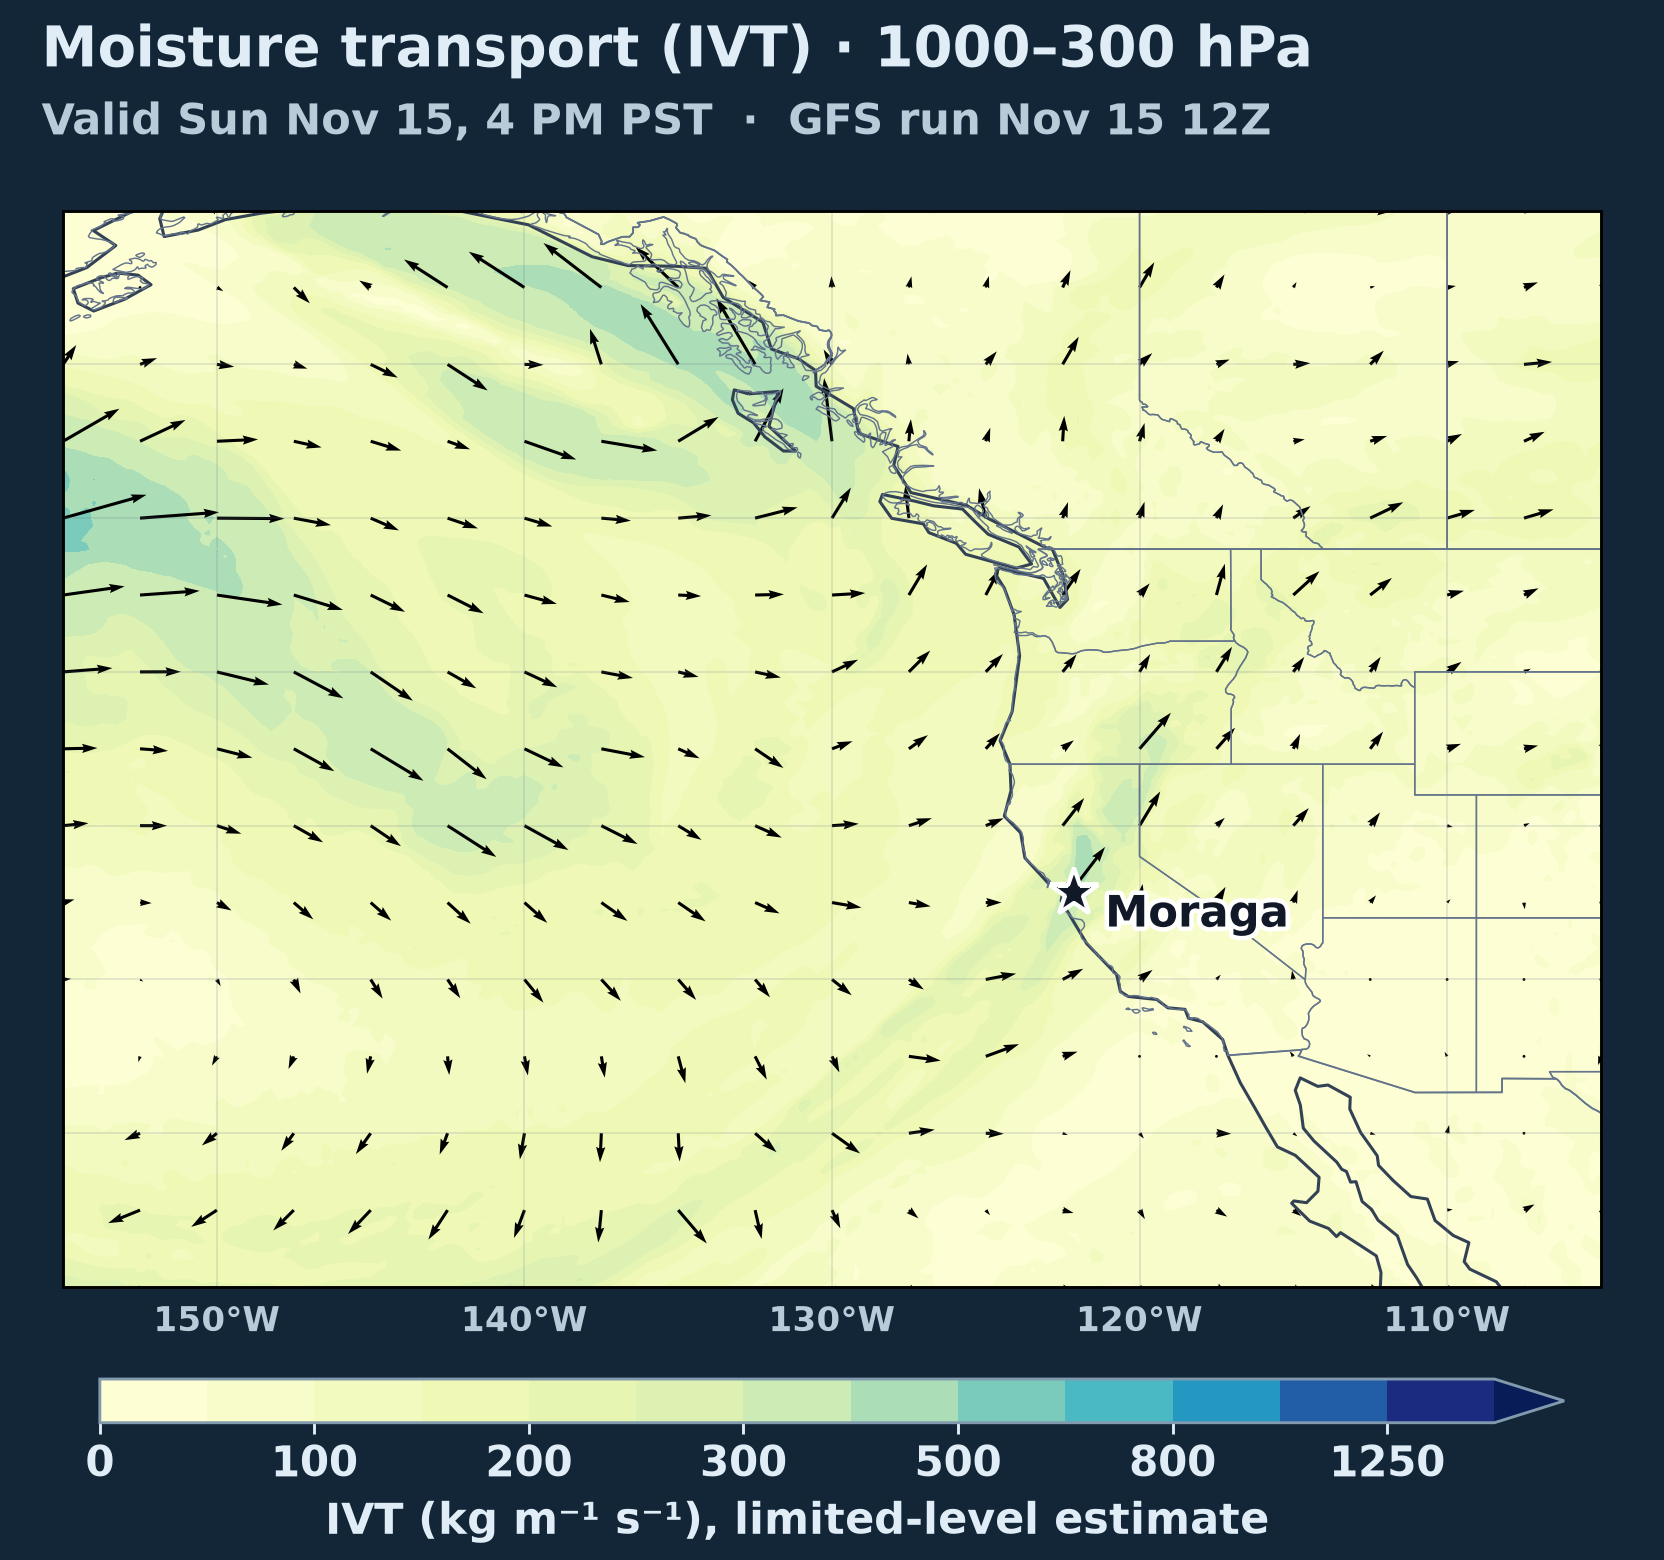 Moisture transport (IVT) · 1000–300 hPa
Valid Sun Nov 15, 4 PM PST · GFS run Nov 15 12Z
Moraga
150°W 140°W 130°W 120°W 110°W
0 100 200 300 500 800 1250
IVT (kg m⁻¹ s⁻¹), limited-level estimate